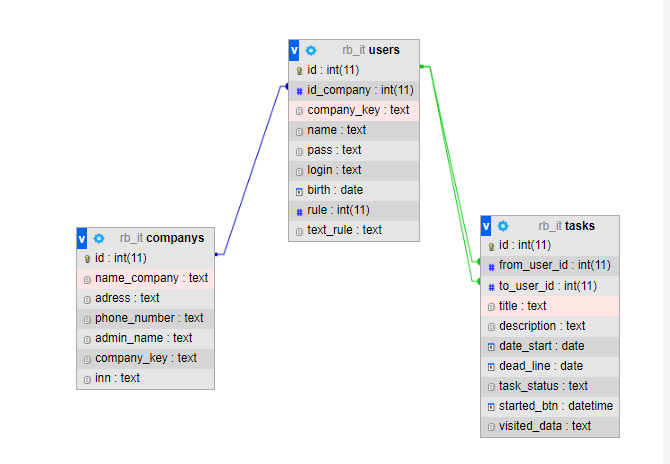 v rb_it users
id : int(11)
id_company : int(11)
company_key : text
name : text
pass : text
login : text
birth : date
rule : int(11)
text_rule : text
v rb_it companys
id : int(11)
name_company : text
adress : text
phone_number : text
admin_name : text
company_key : text
inn : text
v rb_it tasks
id : int(11)
from_user_id : int(11)
to_user_id : int(11)
title : text
description : text
date_start : date
dead_line : date
task_status : text
started_btn : datetime
visited_data : text